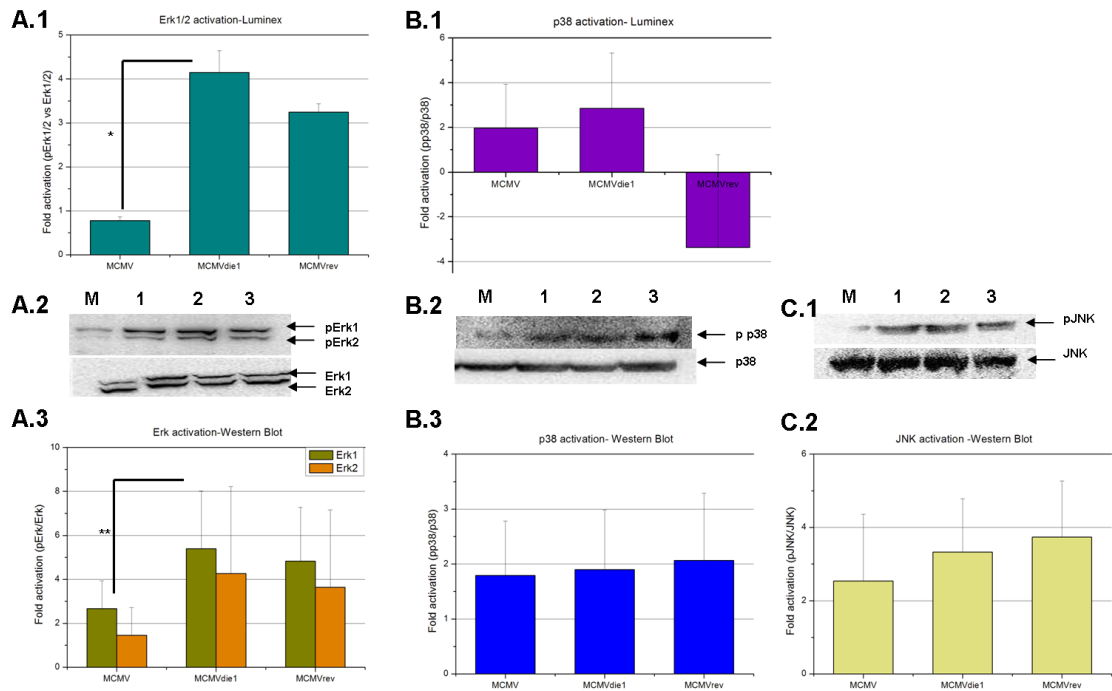 A.1
Erk1/2 activation-Luminex
Fold activation (pErk1/2 vs Erk1/2)
5
4
3
2
1
0
*
MCMV MCMVdie1 MCMVrev
B.1
p38 activation- Luminex
Fold activation (pp38/p38)
6
4
2
0
-2
-4
MCMV MCMVdie1 MCMVrev
A.2
M 1 2 3
pErk1
pErk2
Erk1
Erk2
B.2
M 1 2 3
p p38
p38
C.1
M 1 2 3
pJNK
JNK
A.3
Erk activation-Western Blot
Fold activation (pErk/Erk)
10
8
6
4
2
0
Erk1
Erk2
**
MCMV MCMVdie1 MCMVrev
B.3
p38 activation- Western Blot
Fold activation (pp38/p38)
4
3
2
1
0
MCMV MCMVdie1 MCMVrev
C.2
JNK activation -Western Blot
Fold activation (pJNK/JNK)
6
4
2
0
MCMV MCMVdie1 MCMVrev